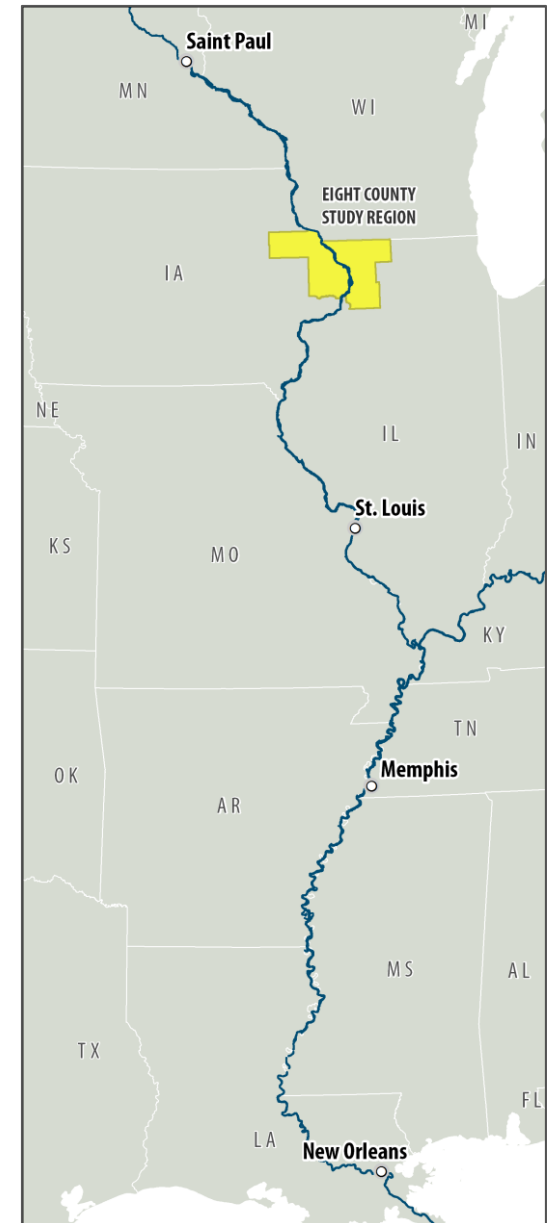 MI
Saint Paul
MN
WI
EIGHT COUNTY
STUDY REGION
IA
NE
IL
IN
St. Louis
KS
MO
KY
TN
OK
Memphis
AR
MS
AL
TX
FL
LA
New Orleans